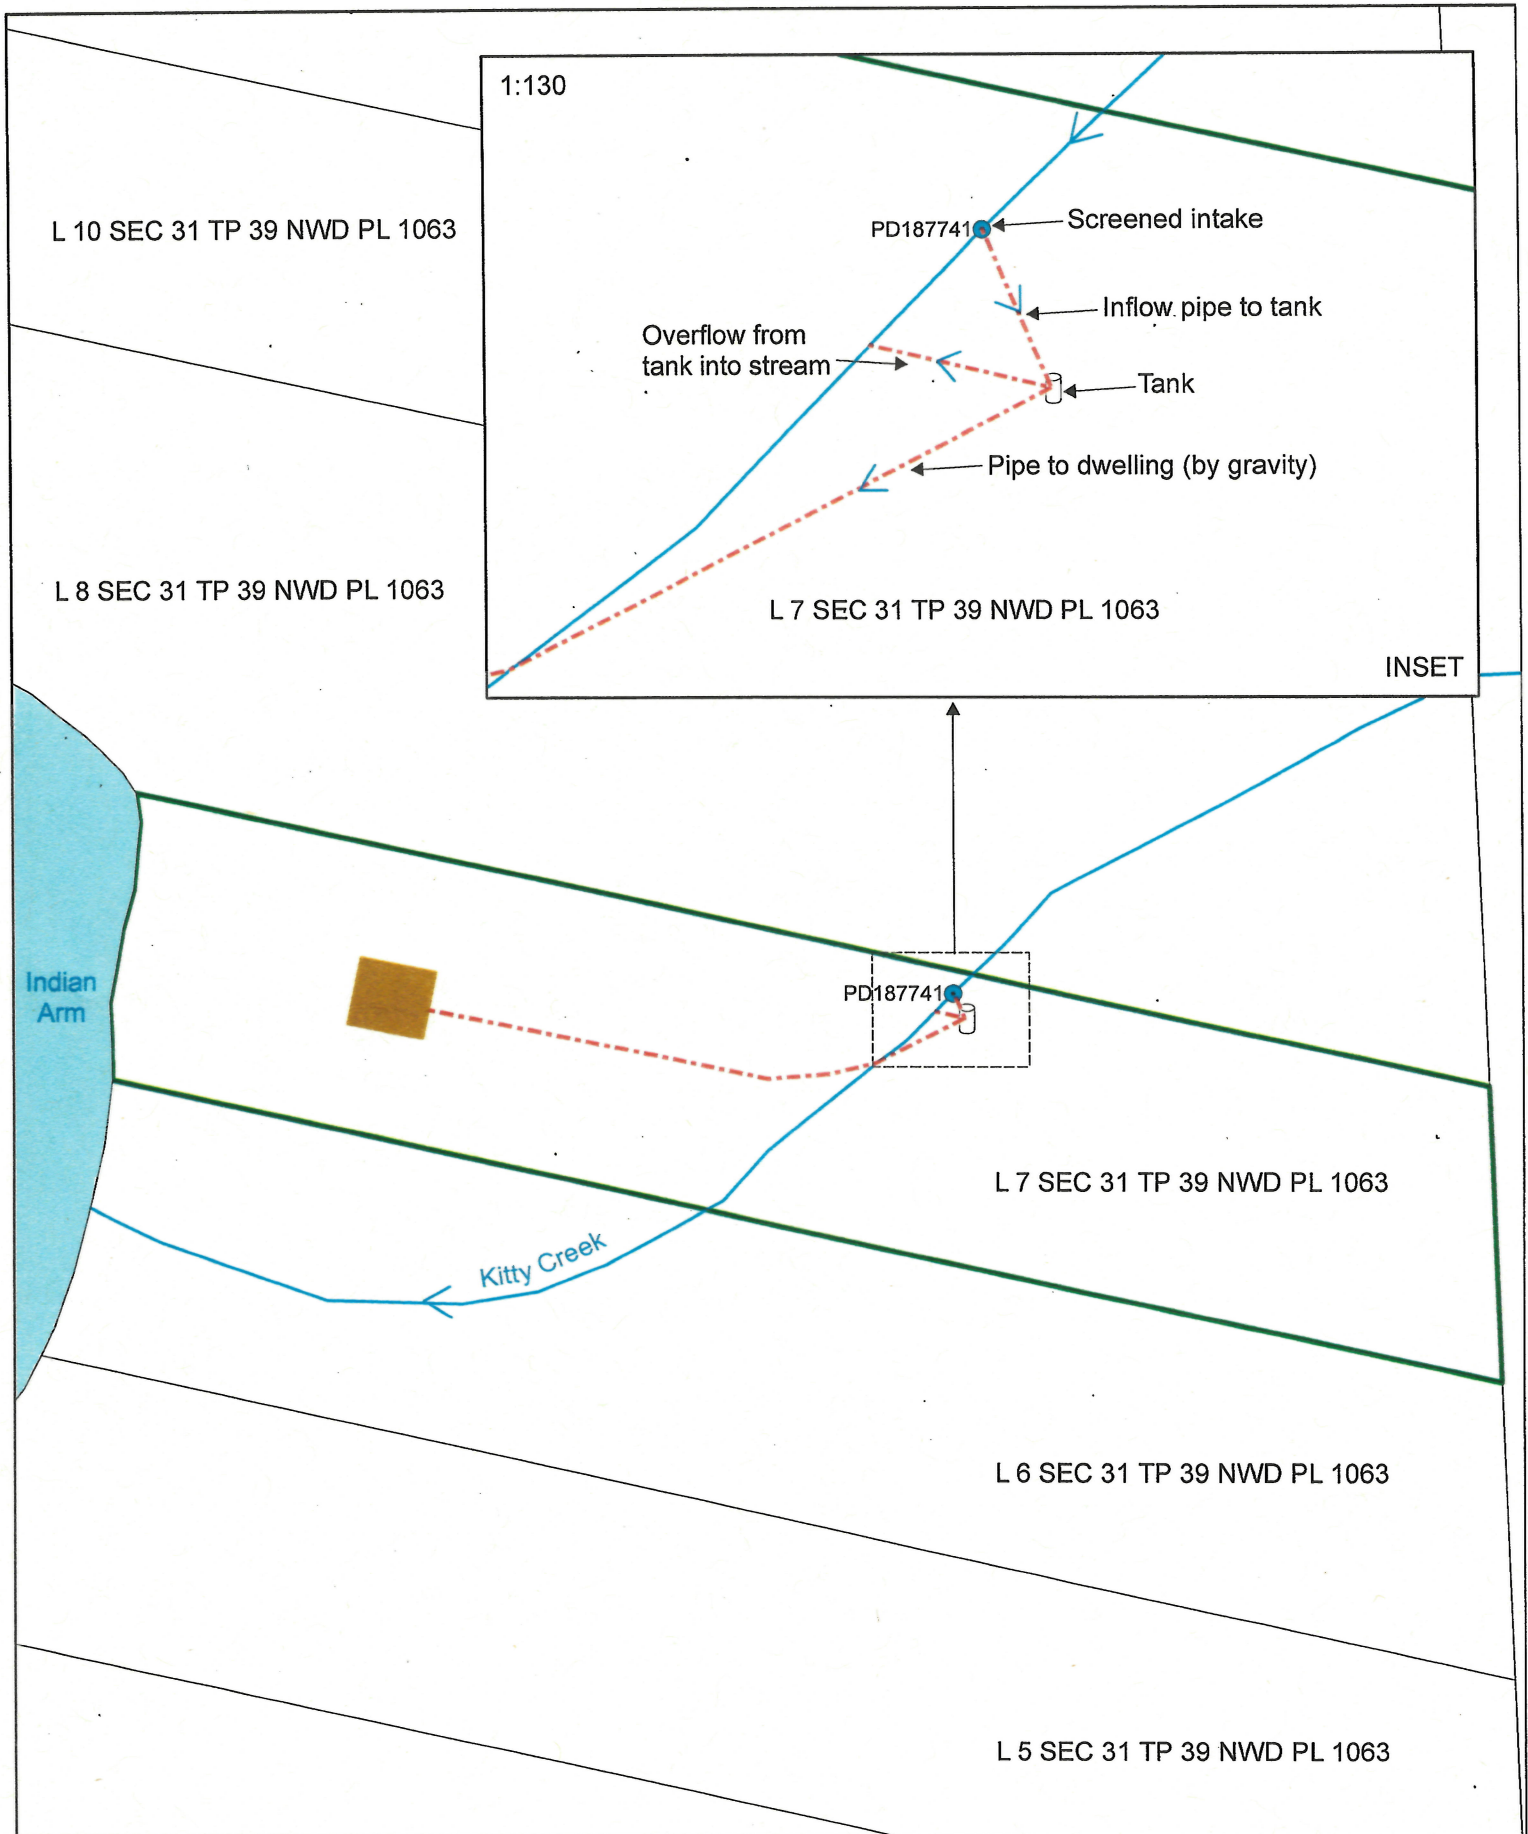 1:130
L 10 SEC 31 TP 39 NWD PL 1063
PD187741
Screened intake
Inflow pipe to tank
Overflow from
tank into stream
Tank
Pipe to dwelling (by gravity)
L 8 SEC 31 TP 39 NWD PL 1063
L 7 SEC 31 TP 39 NWD PL 1063
INSET
Indian
Arm
PD187741
L 7 SEC 31 TP 39 NWD PL 1063
Kitty Creek
L 6 SEC 31 TP 39 NWD PL 1063
L 5 SEC 31 TP 39 NWD PL 1063